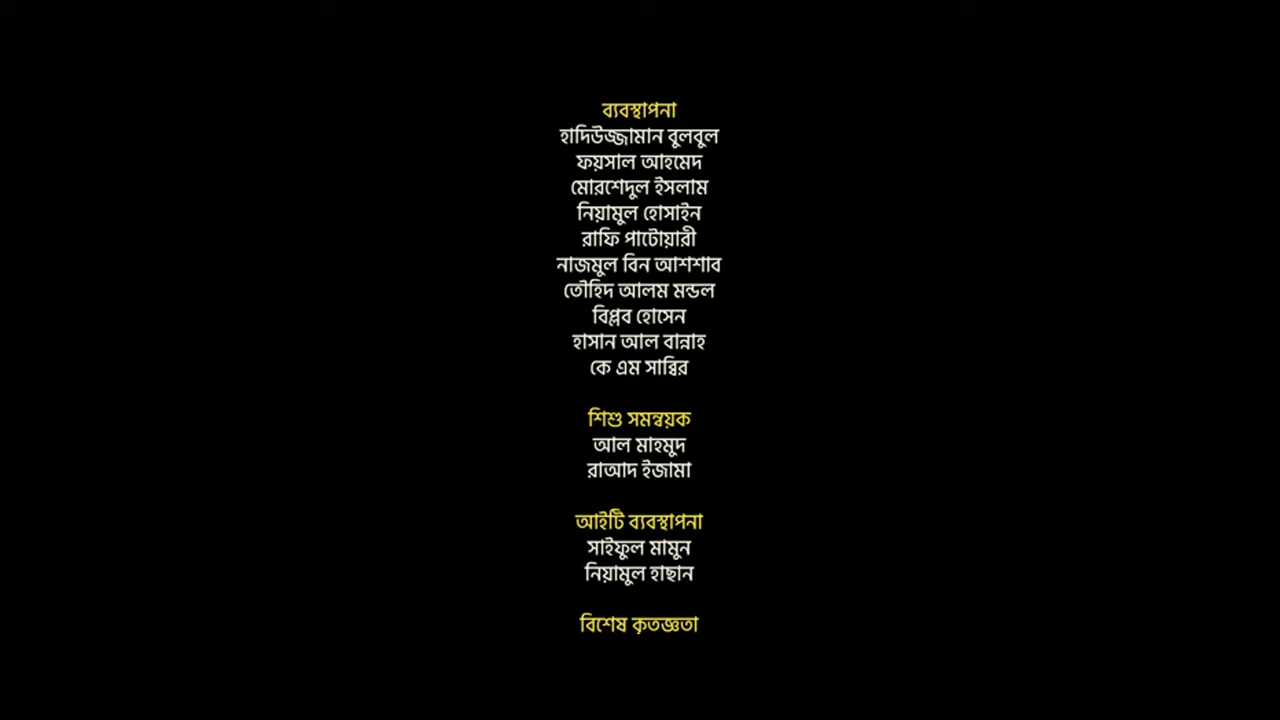 ব্যবস্থাপনা
হাদিউজ্জামান বুলবুল
ফয়সাল আহমেদ
মোরশেদুল ইসলাম
নিয়ামুল হোসাইন
রাফি পাটোয়ারী
নাজমুল বিন আশশাব
তৌহিদ আলম মন্ডল
বিপ্লব হোসেন
হাসান আল বান্নাহ
কে এম সাব্বির
শিশু সমন্বয়ক
আল মাহমুদ
রাআদ ইজামা
আইটি ব্যবস্থাপনা
সাইফুল মামুন
নিয়ামুল হাছান
বিশেষ কৃতজ্ঞতা